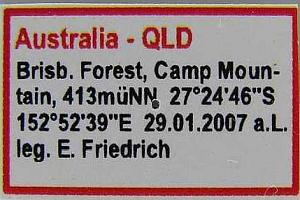 Australia - QLD
Brisb. Forest, Camp Moun-
tain, 413müNN, 27°24'46"S
152°52'39"E 29.01.2007 a.L.
leg. E. Friedrich